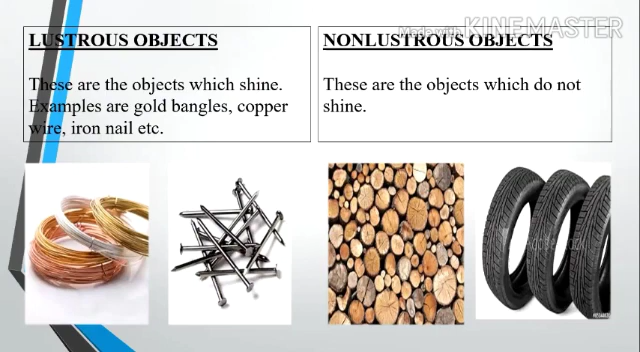 Made with KINEMASTER
LUSTROUS OBJECTS
These are the objects which shine.
Examples are gold bangles, copper
wire, iron nail etc.
NONLUSTROUS OBJECTS
These are the objects which do not
shine.